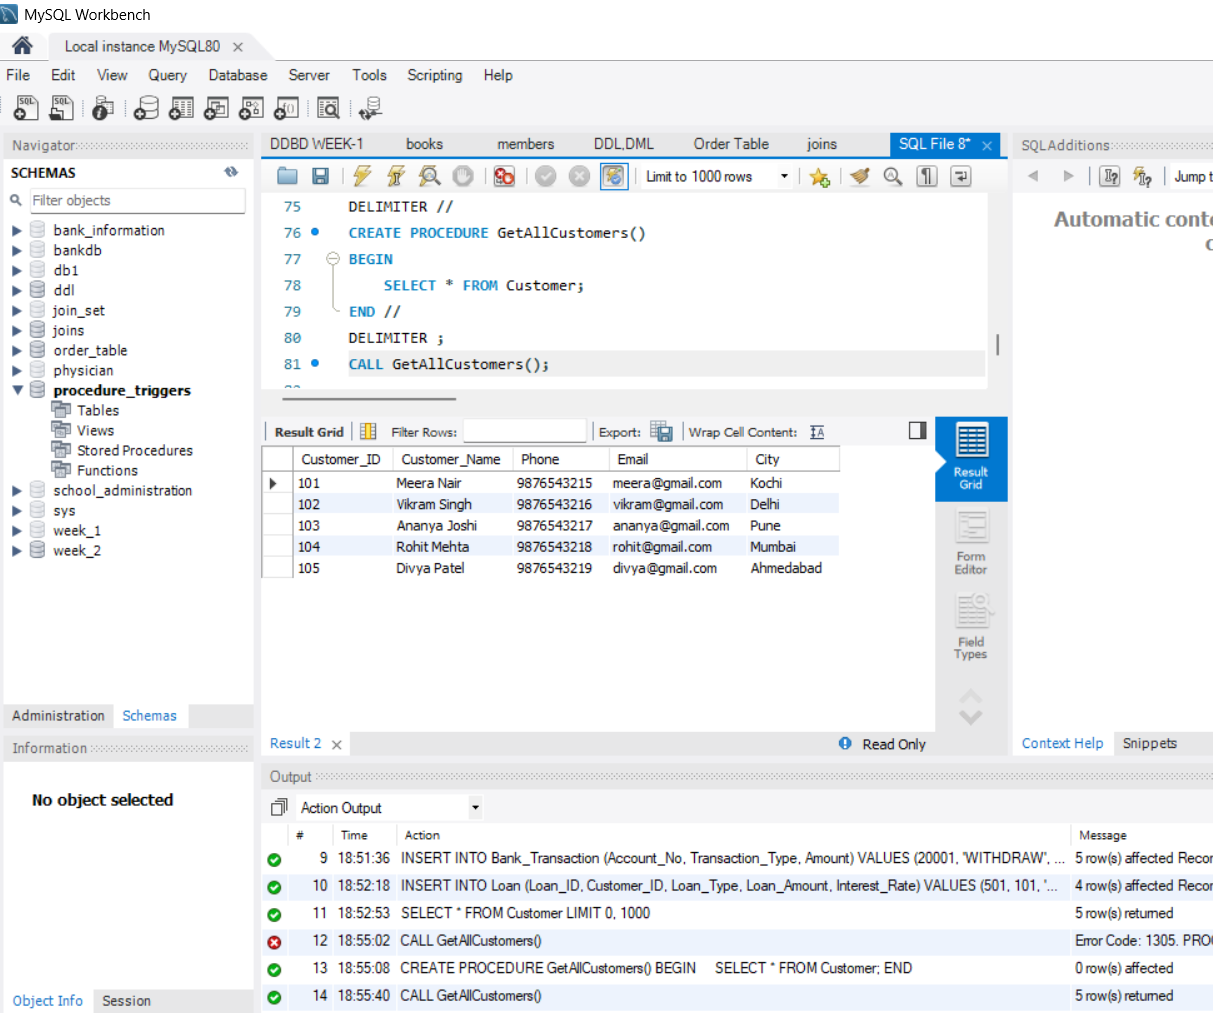 MySQL Workbench
Local instance MySQL80
File Edit View Query Database Server Tools Scripting Help
Navigator
SCHEMAS
Filter objects
bank_information
bankdb
db1
ddl
join_set
joins
order_table
physician
procedure_triggers
Tables
Views
Stored Procedures
Functions
school_administration
sys
week_1
week_2
Administration Schemas
Information
No object selected
Object Info Session
DDBD WEEK-1 books members DDL,DML Order Table joins SQL File 8*
Limit to 1000 rows
75 DELIMITER //
76 CREATE PROCEDURE GetAllCustomers()
77 BEGIN
78 SELECT * FROM Customer;
79 END //
80 DELIMITER ;
81 CALL GetAllCustomers();
Result Grid Filter Rows: Export: Wrap Cell Content:
Customer_ID Customer_Name Phone Email City
101 Meera Nair 9876543215 meera@gmail.com Kochi
102 Vikram Singh 9876543216 vikram@gmail.com Delhi
103 Ananya Joshi 9876543217 ananya@gmail.com Pune
104 Rohit Mehta 9876543218 rohit@gmail.com Mumbai
105 Divya Patel 9876543219 divya@gmail.com Ahmedabad
Result
Grid
Form
Editor
Field
Types
Result 2 Read Only
SQLAdditions
Jump t
Automatic cont
Context Help Snippets
Output
Action Output
# Time Action Message
9 18:51:36 INSERT INTO Bank_Transaction (Account_No, Transaction_Type, Amount) VALUES (20001, 'WITHDRAW', ... 5 row(s) affected Recor
10 18:52:18 INSERT INTO Loan (Loan_ID, Customer_ID, Loan_Type, Loan_Amount, Interest_Rate) VALUES (501, 101, '... 4 row(s) affected Recor
11 18:52:53 SELECT * FROM Customer LIMIT 0, 1000 5 row(s) returned
12 18:55:02 CALL GetAllCustomers() Error Code: 1305. PRO
13 18:55:08 CREATE PROCEDURE GetAllCustomers() BEGIN SELECT * FROM Customer; END 0 row(s) affected
14 18:55:40 CALL GetAllCustomers() 5 row(s) returned